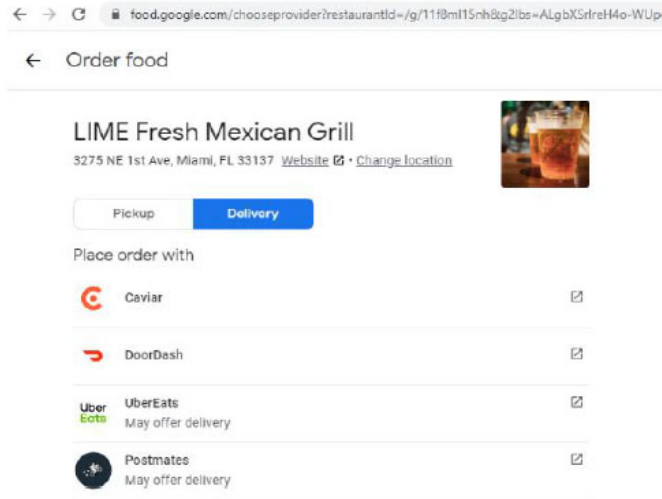 food.google.com/chooseprovider?restaurantId=/g/11f8ml15nh&g2lbs=ALgbXSrIreH4o-WUp
Order food
LIME Fresh Mexican Grill
3275 NE 1st Ave, Miami, FL 33137 Website • Change location
Pickup Delivery
Place order with
Caviar
DoorDash
Uber
Eats
UberEats
May offer delivery
Postmates
May offer delivery